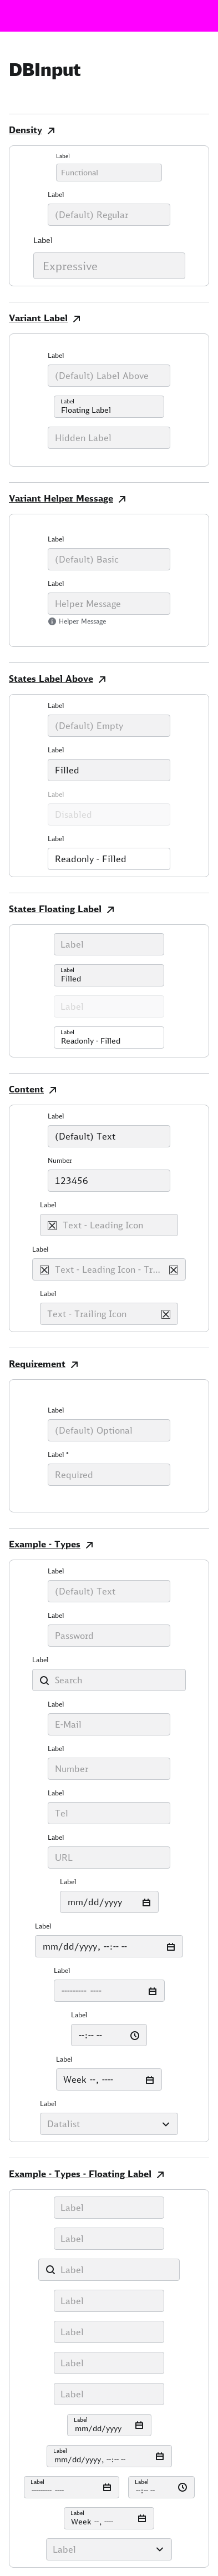 DBInput
Density
Label
Functional
Label
(Default) Regular
Label
Expressive
Variant Label
Label
(Default) Label Above
Label
Floating Label
Hidden Label
Variant Helper Message
Label
(Default) Basic
Label
Helper Message
Helper Message
States Label Above
Label
(Default) Empty
Label
Filled
Label
Disabled
Label
Readonly - Filled
States Floating Label
Label
Label
Filled
Label
Label
Readonly - Filled
Content
Label
(Default) Text
Number
123456
Label
Text - Leading Icon
Label
Text - Leading Icon - Tr...
Label
Text - Trailing Icon
Requirement
Label
(Default) Optional
Label *
Required
Example - Types
Label
(Default) Text
Label
Password
Label
Search
Label
E-Mail
Label
Number
Label
Tel
Label
URL
Label
mm/dd/yyyy
Label
mm/dd/yyyy, --:-- --
Label
--------- ----
Label
--:-- --
Label
Week --, ----
Label
Datalist
Example - Types - Floating Label
Label
Label
Label
Label
Label
Label
Label
Label
mm/dd/yyyy
Label
mm/dd/yyyy, --:-- --
Label Label
--------- ---- --:-- --
Label
Week --, ----
Label